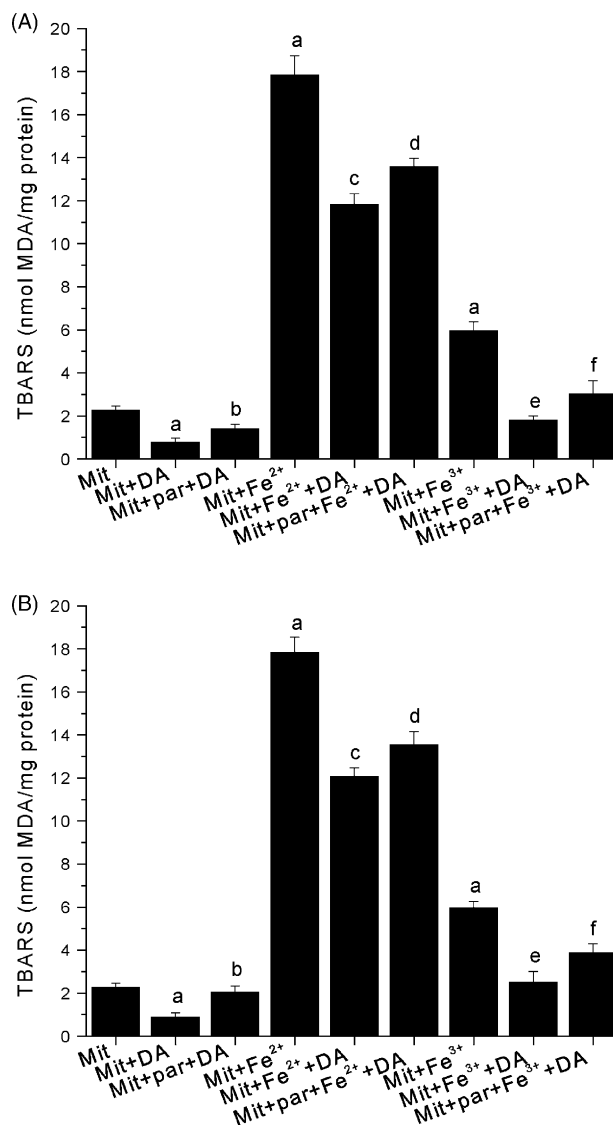 (A)
TBARS (nmol MDA/mg protein)
20
18
16
14
12
10
8
6
4
2
0
a
b
a
c
d
a
e
f
Mit
Mit+DA
Mit+par+DA
Mit+Fe²⁺
Mit+Fe²⁺+DA
Mit+par+Fe²⁺+DA
Mit+Fe³⁺
Mit+Fe³⁺+DA
Mit+par+Fe³⁺+DA
(B)
TBARS (nmol MDA/mg protein)
20
18
16
14
12
10
8
6
4
2
0
a
b
a
c
d
a
e
f
Mit
Mit+DA
Mit+par+DA
Mit+Fe²⁺
Mit+Fe²⁺+DA
Mit+par+Fe²⁺+DA
Mit+Fe³⁺
Mit+Fe³⁺+DA
Mit+par+Fe³⁺+DA